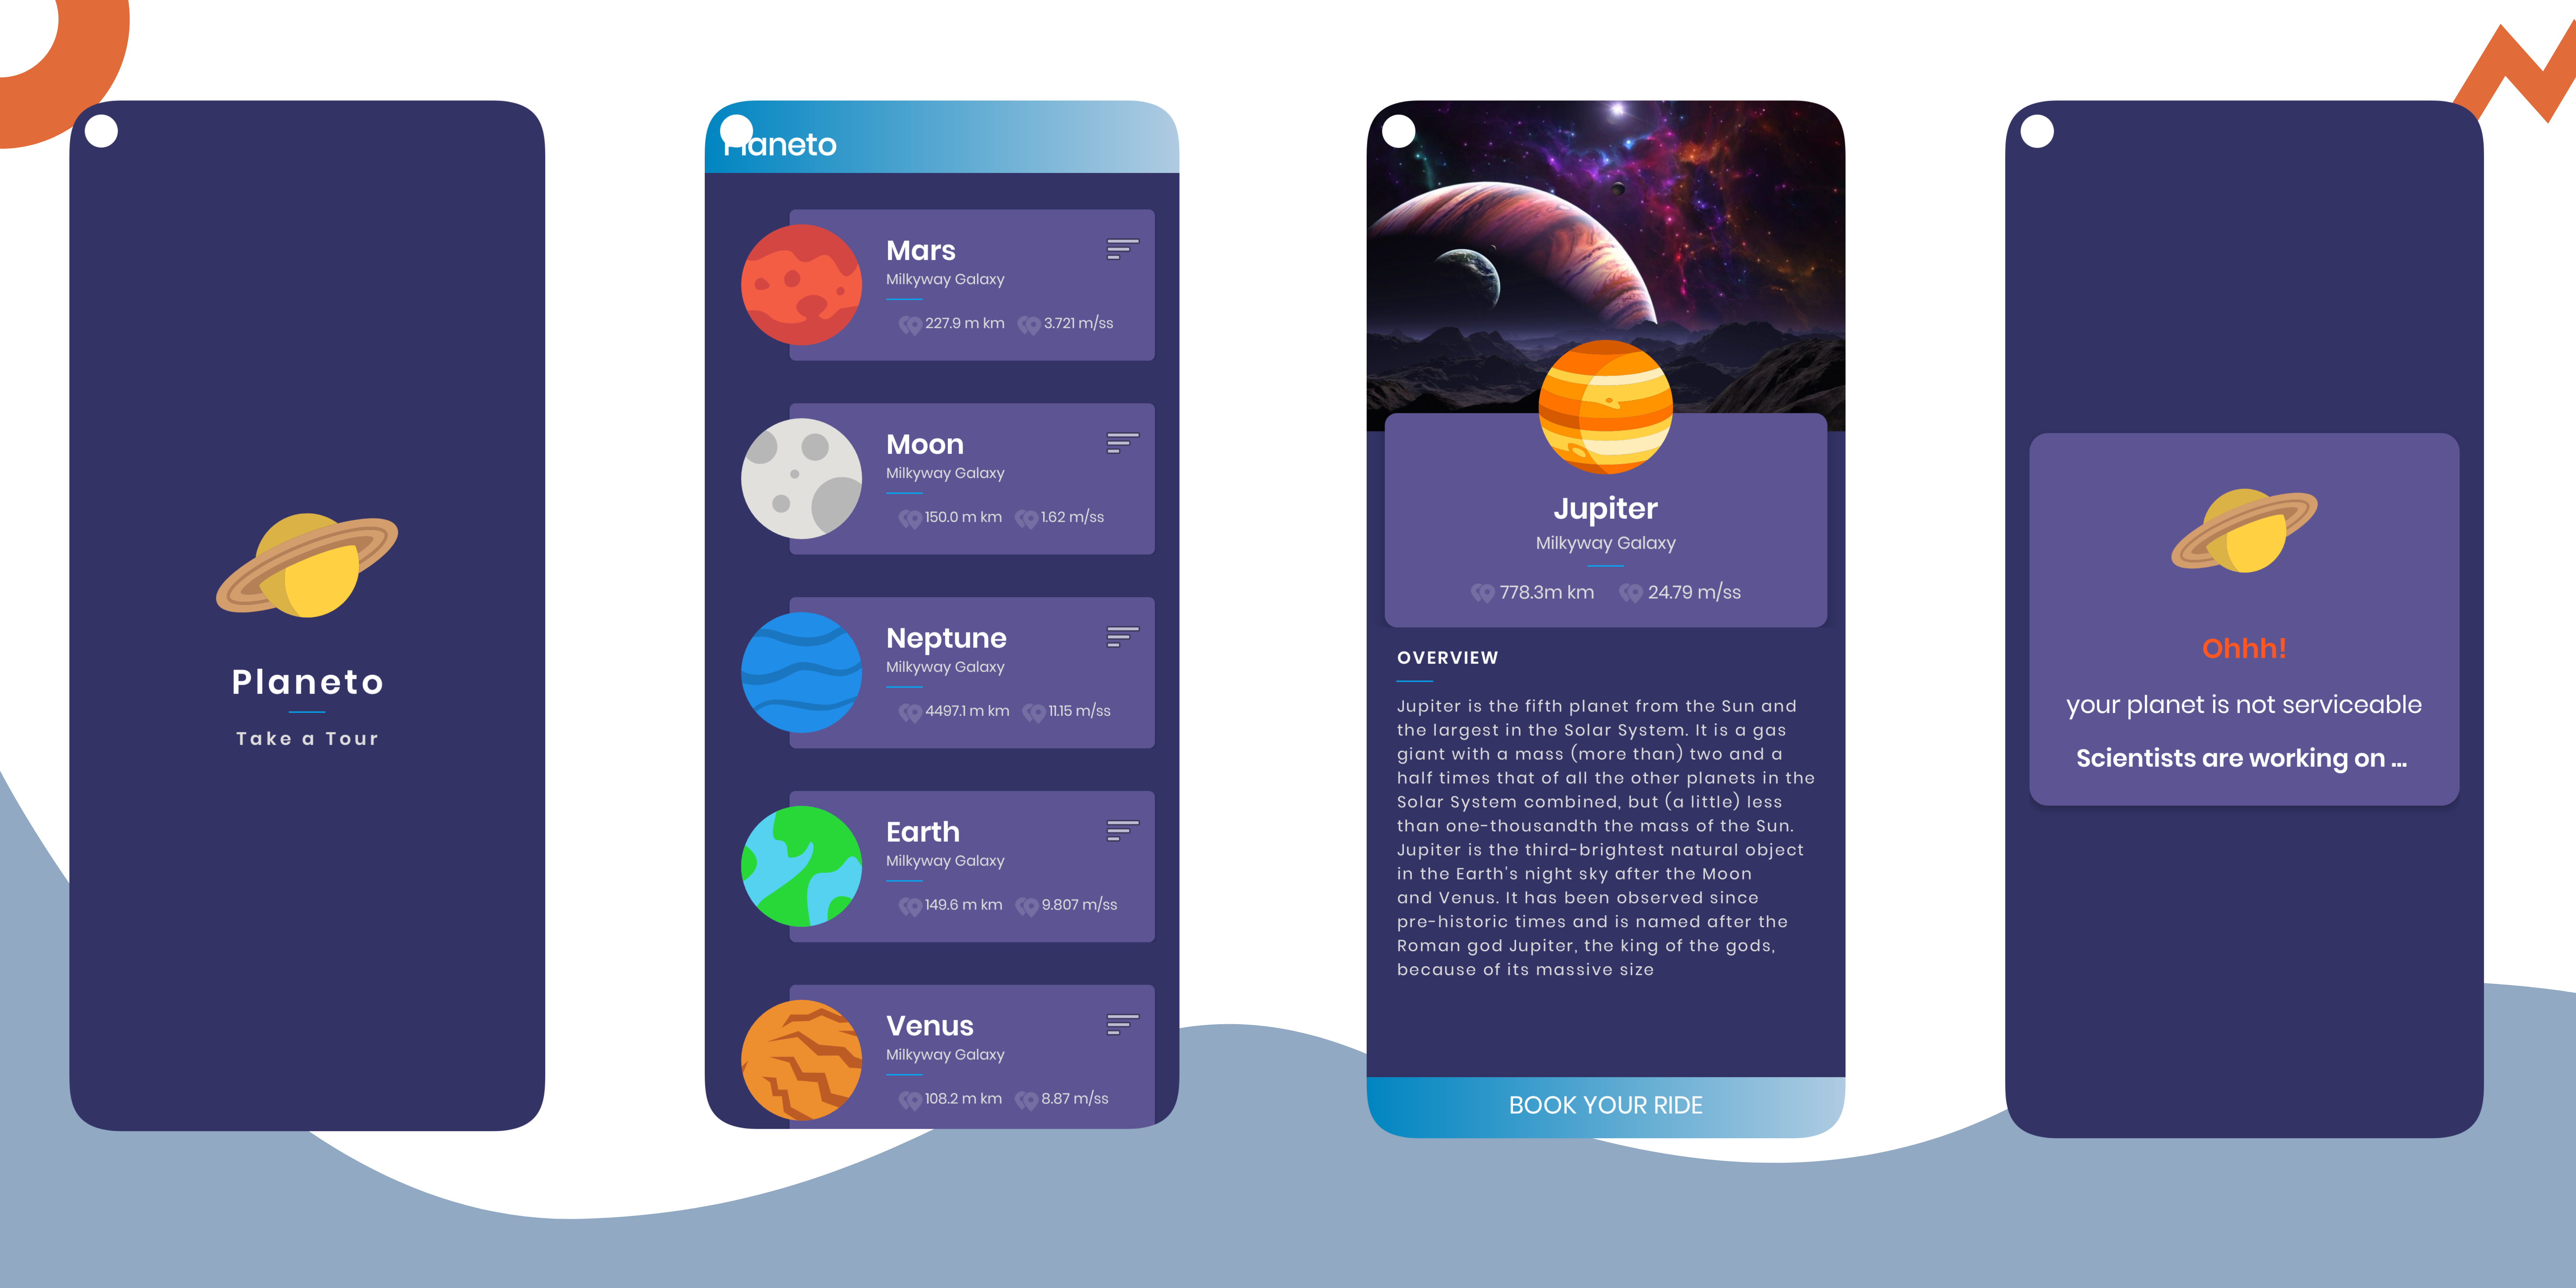 Planeto
Take a Tour
Planeto
Mars
Milkyway Galaxy
227.9 m km 3.721 m/ss
Moon
Milkyway Galaxy
150.0 m km 1.62 m/ss
Neptune
Milkyway Galaxy
4497.1 m km 11.15 m/ss
Earth
Milkyway Galaxy
149.6 m km 9.807 m/ss
Venus
Milkyway Galaxy
108.2 m km 8.87 m/ss
Jupiter
Milkyway Galaxy
778.3m km 24.79 m/ss
OVERVIEW
Jupiter is the fifth planet from the Sun and
the largest in the Solar System. It is a gas
giant with a mass (more than) two and a
half times that of all the other planets in the
Solar System combined, but (a little) less
than one-thousandth the mass of the Sun.
Jupiter is the third-brightest natural object
in the Earth's night sky after the Moon
and Venus. It has been observed since
pre-historic times and is named after the
Roman god Jupiter, the king of the gods,
because of its massive size
BOOK YOUR RIDE
Ohhh!
your planet is not serviceable
Scientists are working on ...